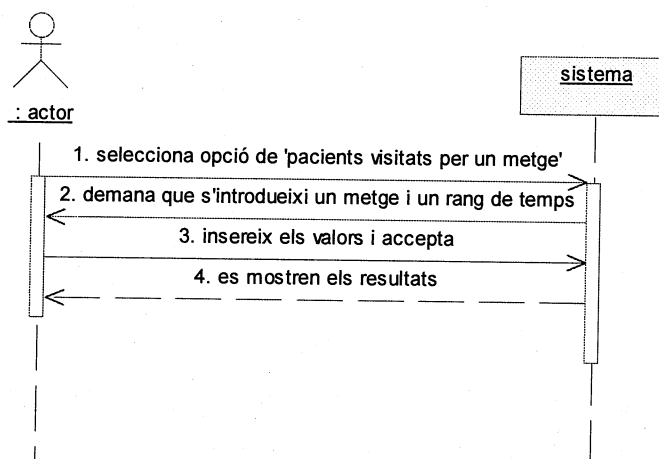 : actor
sistema
1. selecciona opció de 'pacients visitats per un metge'
2. demana que s'introdueixi un metge i un rang de temps
3. insereix els valors i accepta
4. es mostren els resultats